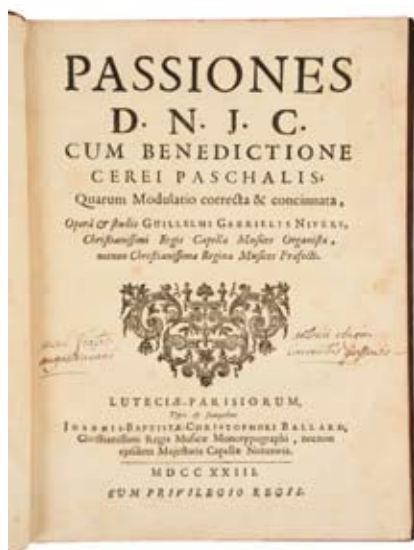 PASSIONES
D. N. J. C.
CUM BENEDICTIONE
CEREI PASCHALIS:
Quarum Modulatio correcta & concinnata,
Operâ & studio GUILLELMI GABRIELIS NIVERS,
Christianissimi Regis Capellæ Musices Organistæ,
necnon Christianissimæ Reginæ Musices Præfecti.
LUTECIÆ-PARISIORUM,
Typis &
JOANNIS-BAPTISTÆ-CHRISTOPHORI BALLARD,
Christianissimi Regis Musicæ Monotypographi, necnon
ejusdem Majestatis Capellæ
MDCCXXIII.
CUM PRIVILEGIO REGIS.